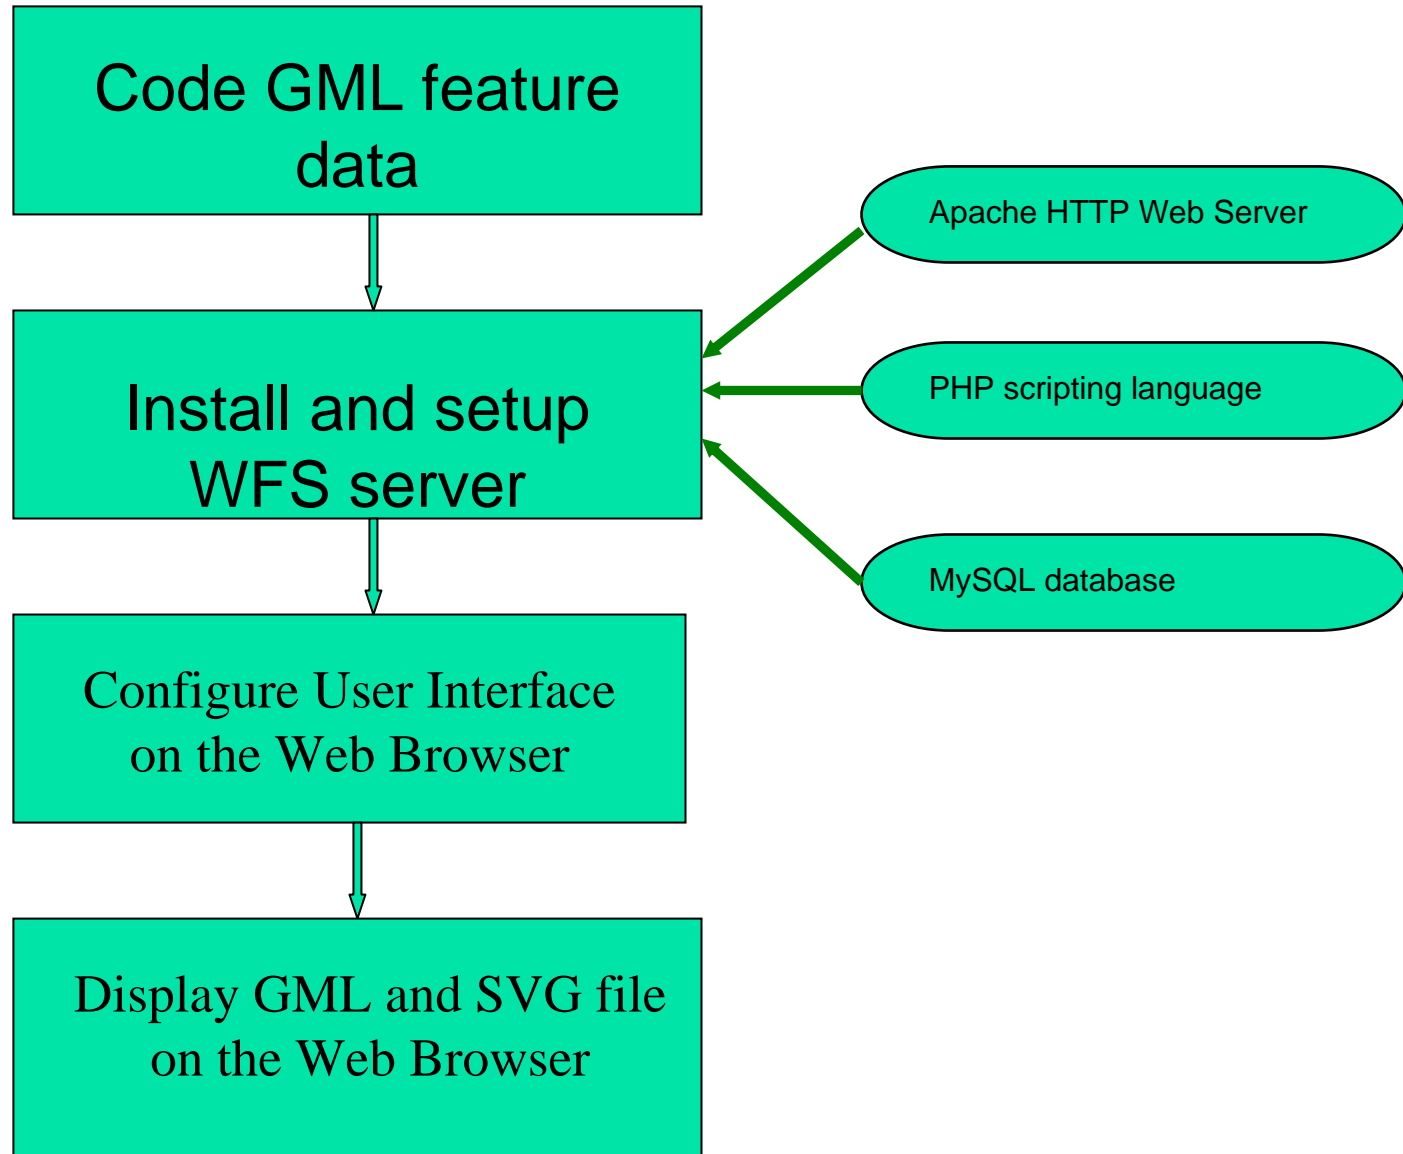 Code GML feature
data
Apache HTTP Web Server
Install and setup
WFS server
PHP scripting language
MySQL database
Configure User Interface
on the Web Browser
Display GML and SVG file
on the Web Browser